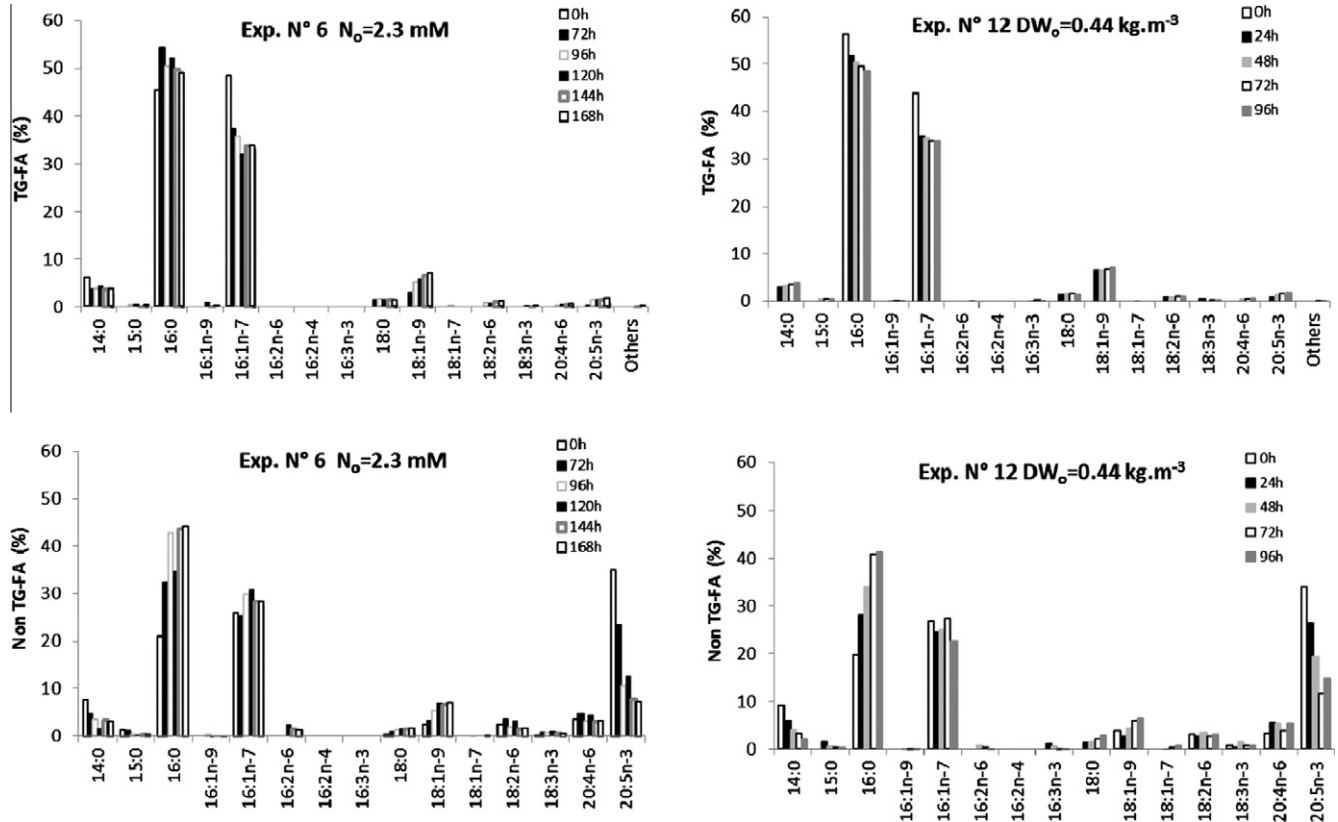 Exp. N° 6 N₀=2.3 mM
0h
72h
96h
120h
144h
168h
TG-FA (%)
60
50
40
30
20
10
0
14:0
15:0
16:0
16:1n-9
16:1n-7
16:2n-6
16:2n-4
16:3n-3
18:0
18:1n-9
18:1n-7
18:2n-6
18:3n-3
20:4n-6
20:5n-3
Others
Exp. N° 12 DW₀=0.44 kg.m⁻³
0h
24h
48h
72h
96h
TG-FA (%)
60
50
40
30
20
10
0
14:0
15:0
16:0
16:1n-9
16:1n-7
16:2n-6
16:2n-4
16:3n-3
18:0
18:1n-9
18:1n-7
18:2n-6
18:3n-3
20:4n-6
20:5n-3
Others
Exp. N° 6 N₀=2.3 mM
0h
72h
96h
120h
144h
168h
Non TG-FA (%)
60
50
40
30
20
10
0
14:0
15:0
16:0
16:1n-9
16:1n-7
16:2n-6
16:2n-4
16:3n-3
18:0
18:1n-9
18:1n-7
18:2n-6
18:3n-3
20:4n-6
20:5n-3
Exp. N° 12 DW₀=0.44 kg.m⁻³
0h
24h
48h
72h
96h
Non TG-FA (%)
60
50
40
30
20
10
0
14:0
15:0
16:0
16:1n-9
16:1n-7
16:2n-6
16:2n-4
16:3n-3
18:0
18:1n-9
18:1n-7
18:2n-6
18:3n-3
20:4n-6
20:5n-3